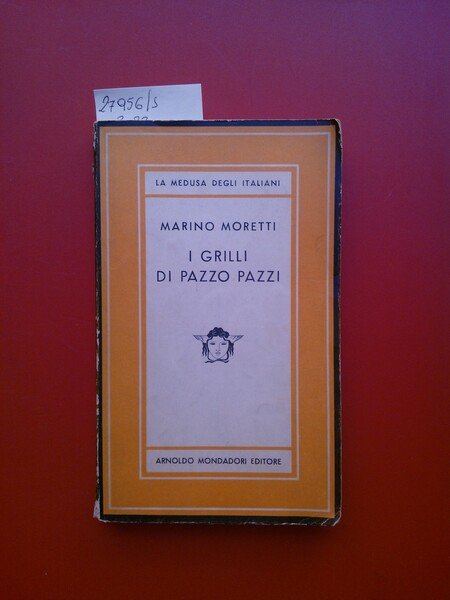 27956/s
LA MEDUSA DEGLI ITALIANI
MARINO MORETTI
I GRILLI
DI PAZZO PAZZI
ARNOLDO MONDADORI EDITORE